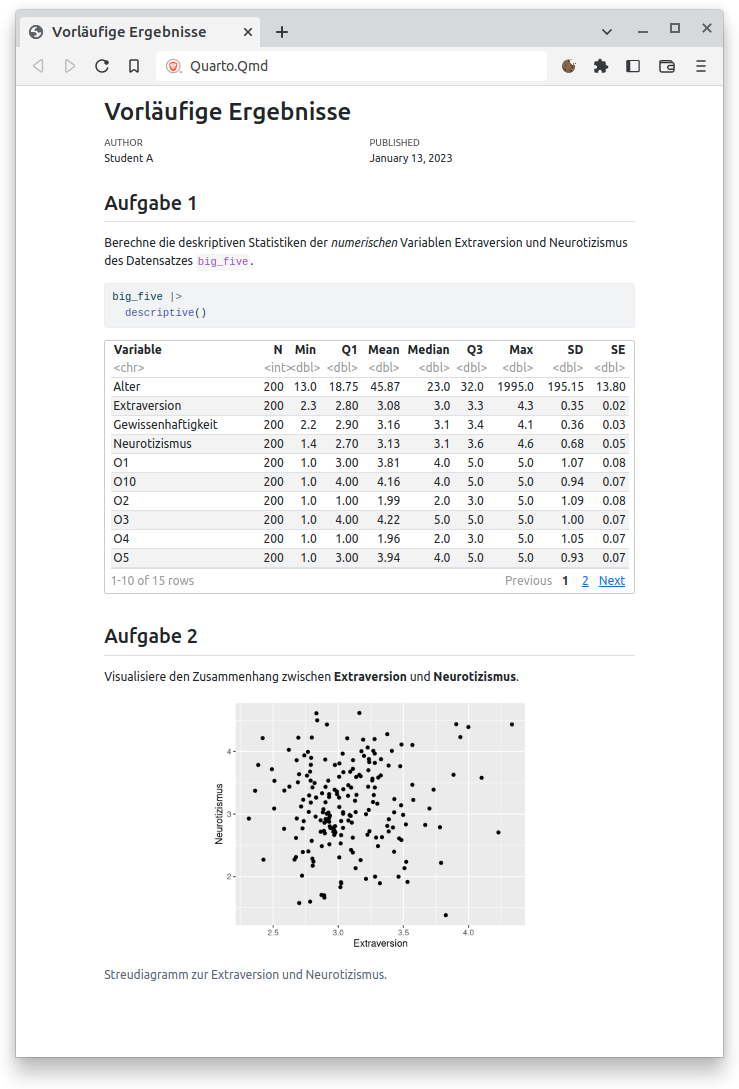 Vorläufige Ergebnisse
Quarto.Qmd
Vorläufige Ergebnisse
AUTHOR PUBLISHED
Student A January 13, 2023
Aufgabe 1
Berechne die deskriptiven Statistiken der numerischen Variablen Extraversion und Neurotizismus
des Datensatzes big_five.
big_five |>
descriptive()
Variable N Min Q1 Mean Median Q3 Max SD SE
<chr> <int> <dbl> <dbl> <dbl> <dbl> <dbl> <dbl> <dbl> <dbl>
Alter 200 13.0 18.75 45.87 23.0 32.0 1995.0 195.15 13.80
Extraversion 200 2.3 2.80 3.08 3.0 3.3 4.3 0.35 0.02
Gewissenhaftigkeit 200 2.2 2.90 3.16 3.1 3.4 4.1 0.36 0.03
Neurotizismus 200 1.4 2.70 3.13 3.1 3.6 4.6 0.68 0.05
O1 200 1.0 3.00 3.81 4.0 5.0 5.0 1.07 0.08
O10 200 1.0 4.00 4.16 4.0 5.0 5.0 0.94 0.07
O2 200 1.0 1.00 1.99 2.0 3.0 5.0 1.09 0.08
O3 200 1.0 4.00 4.22 5.0 5.0 5.0 1.00 0.07
O4 200 1.0 1.00 1.96 2.0 3.0 5.0 1.05 0.07
O5 200 1.0 3.00 3.94 4.0 5.0 5.0 0.93 0.07
1-10 of 15 rows Previous 1 2 Next
Aufgabe 2
Visualisiere den Zusammenhang zwischen Extraversion und Neurotizismus.
4
3
2
Neurotizismus
2.5 3.0 3.5 4.0
Extraversion
Streudiagramm zur Extraversion und Neurotizismus.